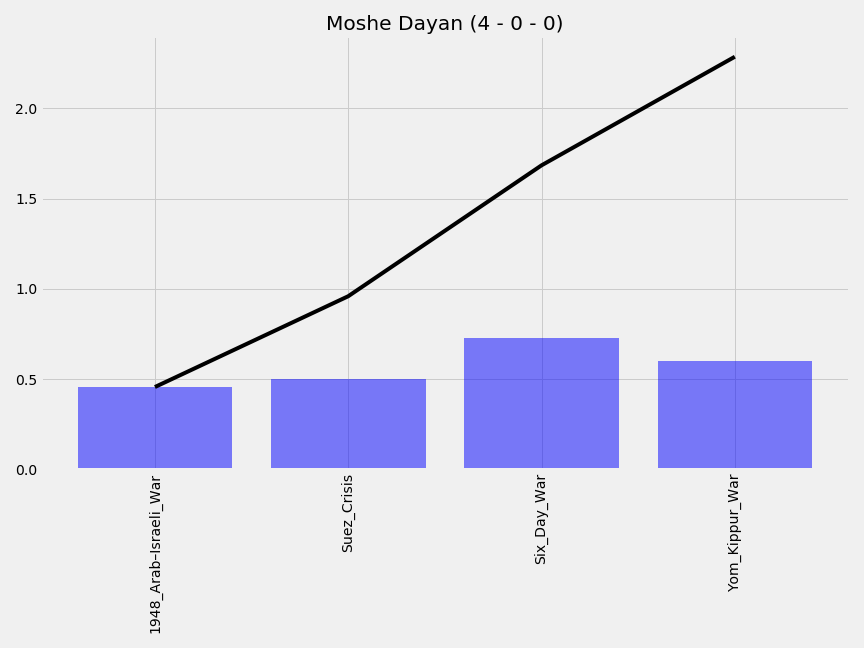 Moshe Dayan (4 - 0 - 0)
2.0
1.5
1.0
0.5
0.0
1948_Arab–Israeli_War
Suez_Crisis
Six_Day_War
Yom_Kippur_War